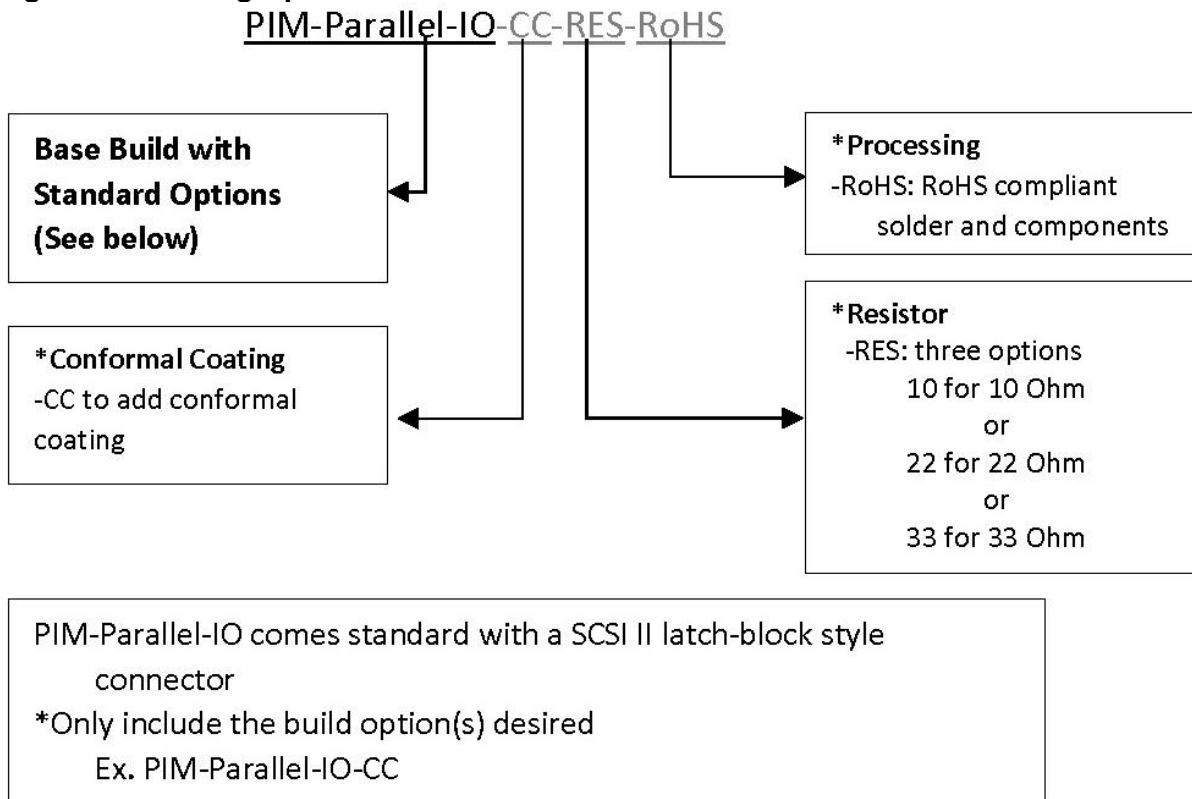 PIM-Parallel-IO-CC-RES-RoHS
Base Build with
Standard Options
(See below)
*Processing
-RoHS: RoHS compliant
solder and components
*Conformal Coating
-CC to add conformal
coating
*Resistor
-RES: three options
10 for 10 Ohm
or
22 for 22 Ohm
or
33 for 33 Ohm
PIM-Parallel-IO comes standard with a SCSI II latch-block style
connector
*Only include the build option(s) desired
Ex. PIM-Parallel-IO-CC